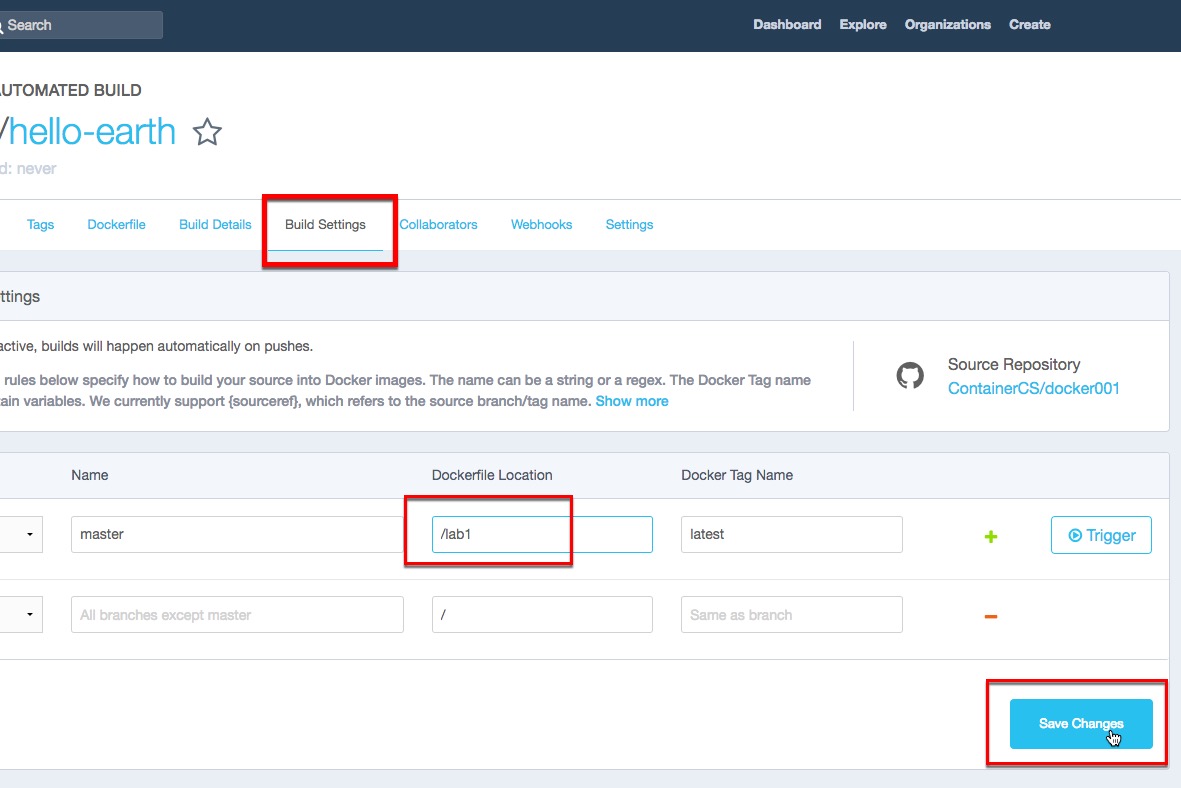 Search Dashboard Explore Organizations Create
AUTOMATED BUILD
/hello-earth
d: never
Tags Dockerfile Build Details Build Settings Collaborators Webhooks Settings
ttings
active, builds will happen automatically on pushes.
rules below specify how to build your source into Docker images. The name can be a string or a regex. The Docker Tag name
tain variables. We currently support {sourceref}, which refers to the source branch/tag name. Show more
Source Repository
ContainerCS/docker001
Name Dockerfile Location Docker Tag Name
master /lab1 latest + Trigger
All branches except master / Same as branch
Save Changes